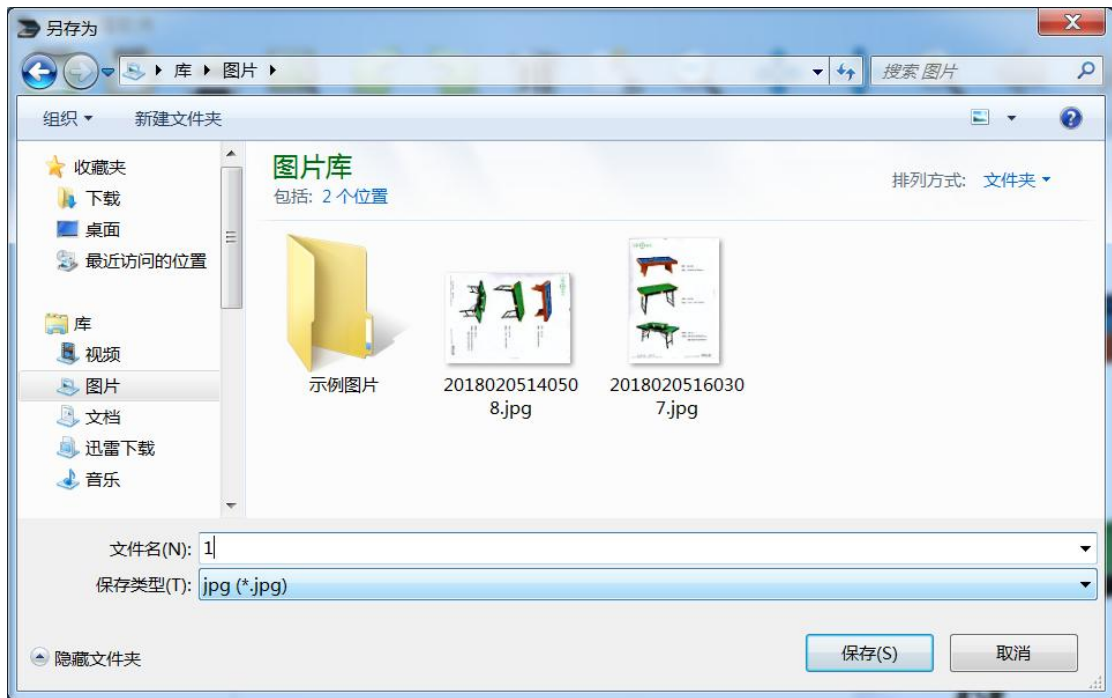 另存为
库 图片
搜索 图片
组织
新建文件夹
收藏夹
下载
桌面
最近访问的位置
库
视频
图片
文档
迅雷下载
音乐
图片库
包括: 2 个位置
排列方式: 文件夹
示例图片
2018020514050
8.jpg
2018020516030
7.jpg
文件名(N): 1
保存类型(T): jpg (*.jpg)
隐藏文件夹
保存(S)
取消